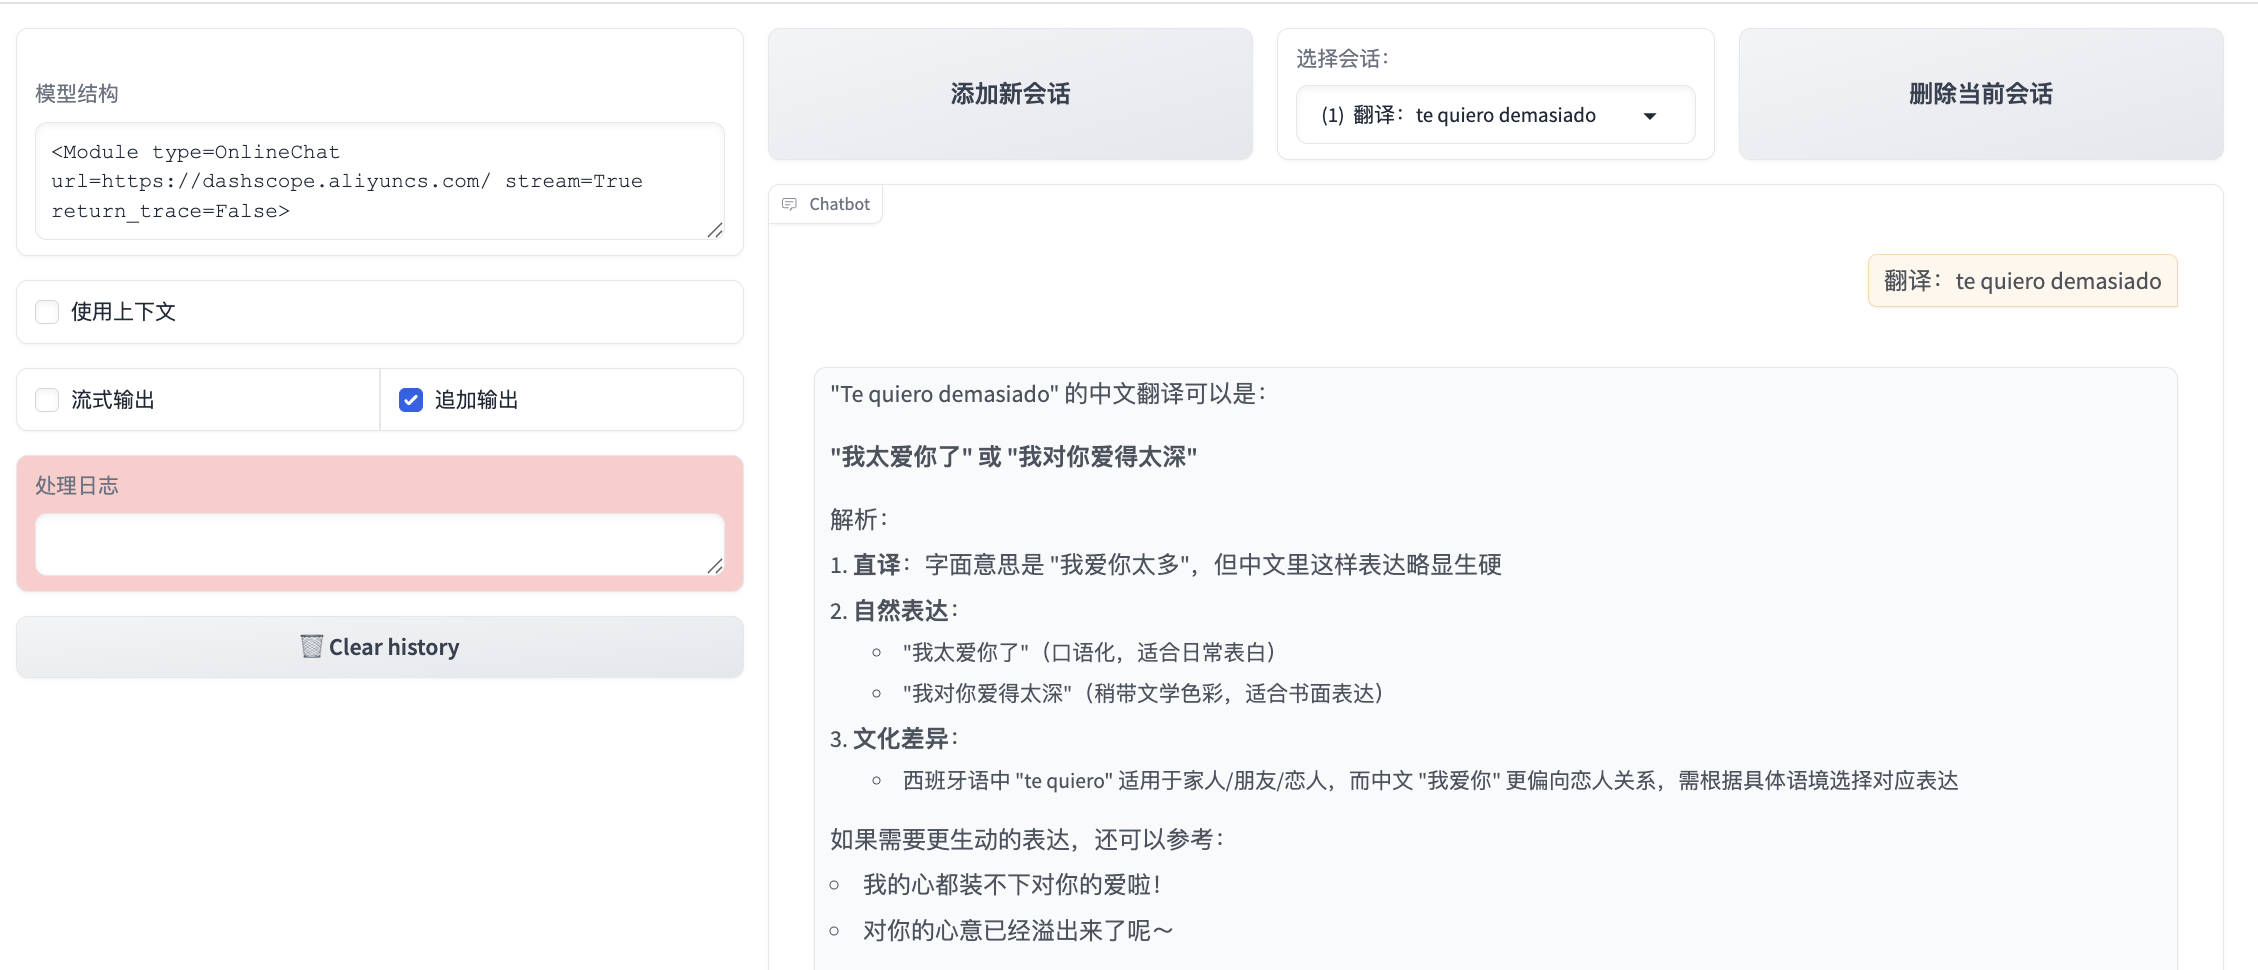 模型结构
<Module type=OnlineChat
url=https://dashscope.aliyuncs.com/ stream=True
return_trace=False>
使用上下文
流式输出
追加输出
处理日志
🗑️ Clear history
添加新会话
选择会话：
(1) 翻译：te quiero demasiado
删除当前会话
Chatbot
翻译：te quiero demasiado
"Te quiero demasiado" 的中文翻译可以是：
"我太爱你了" 或 "我对你爱得太深"
解析：
1. 直译：字面意思是 "我爱你太多"，但中文里这样表达略显生硬
2. 自然表达：
"我太爱你了"（口语化，适合日常表白）
"我对你爱得太深"（稍带文学色彩，适合书面表达）
3. 文化差异：
西班牙语中 "te quiero" 适用于家人/朋友/恋人，而中文 "我爱你" 更偏向恋人关系，需根据具体语境选择对应表达
如果需要更生动的表达，还可以参考：
我的心都装不下对你的爱啦！
对你的心意已经溢出来了呢～